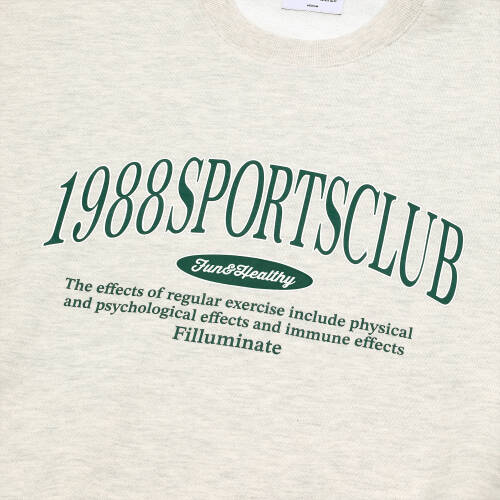 1988SPORTSCLUB
Fun&Healthy
The effects of regular exercise include physical
and psychological effects and immune effects
Filluminate